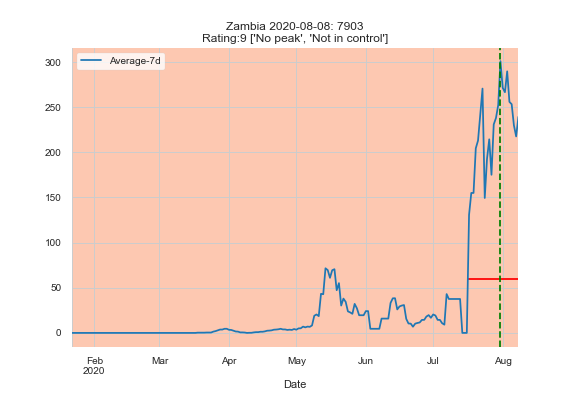 Zambia 2020-08-08: 7903
Rating:9 ['No peak', 'Not in control']
Average-7d
300
250
200
150
100
50
0
Feb Mar Apr May Jun Jul Aug
2020
Date